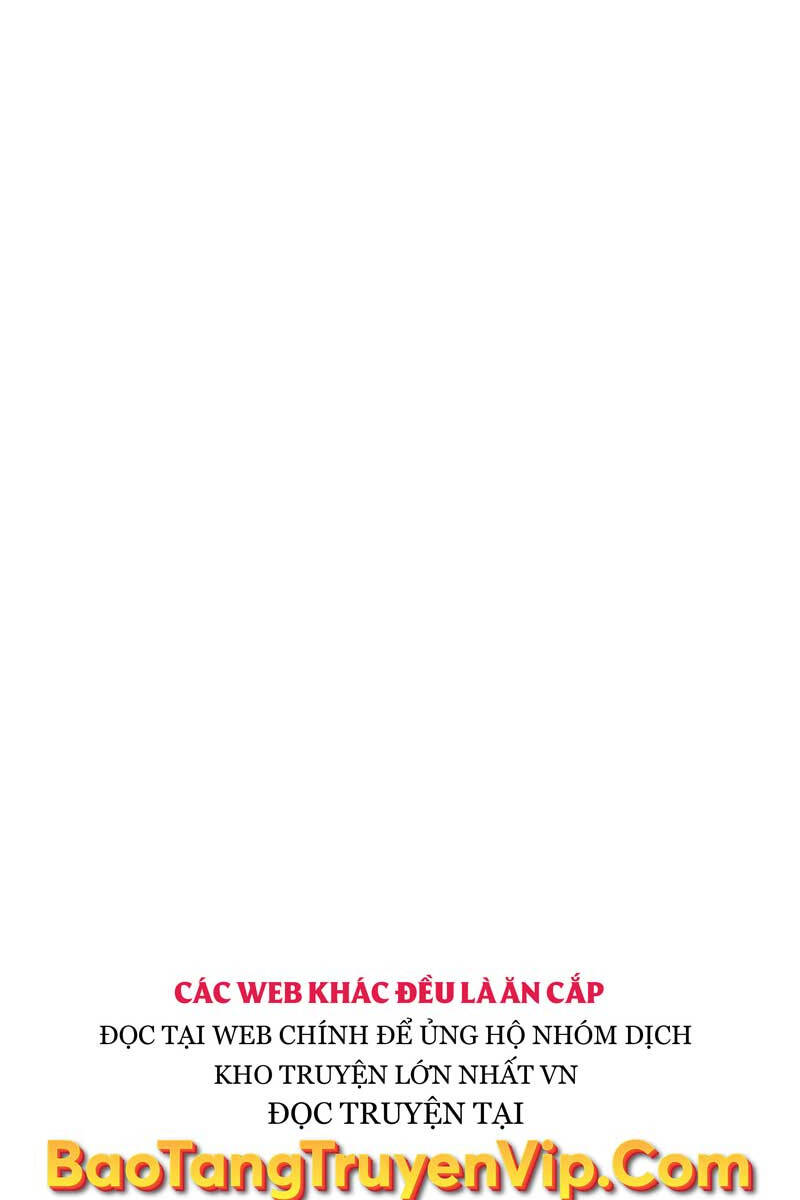 CÁC WEB KHÁC ĐỀU LÀ ĂN CẮP
ĐỌC TẠI WEB CHÍNH ĐỂ ỦNG HỘ NHÓM DỊCH
KHO TRUYỆN LỚN NHẤT VN
ĐỌC TRUYỆN TẠI
BaoTangTruyenVip.Com